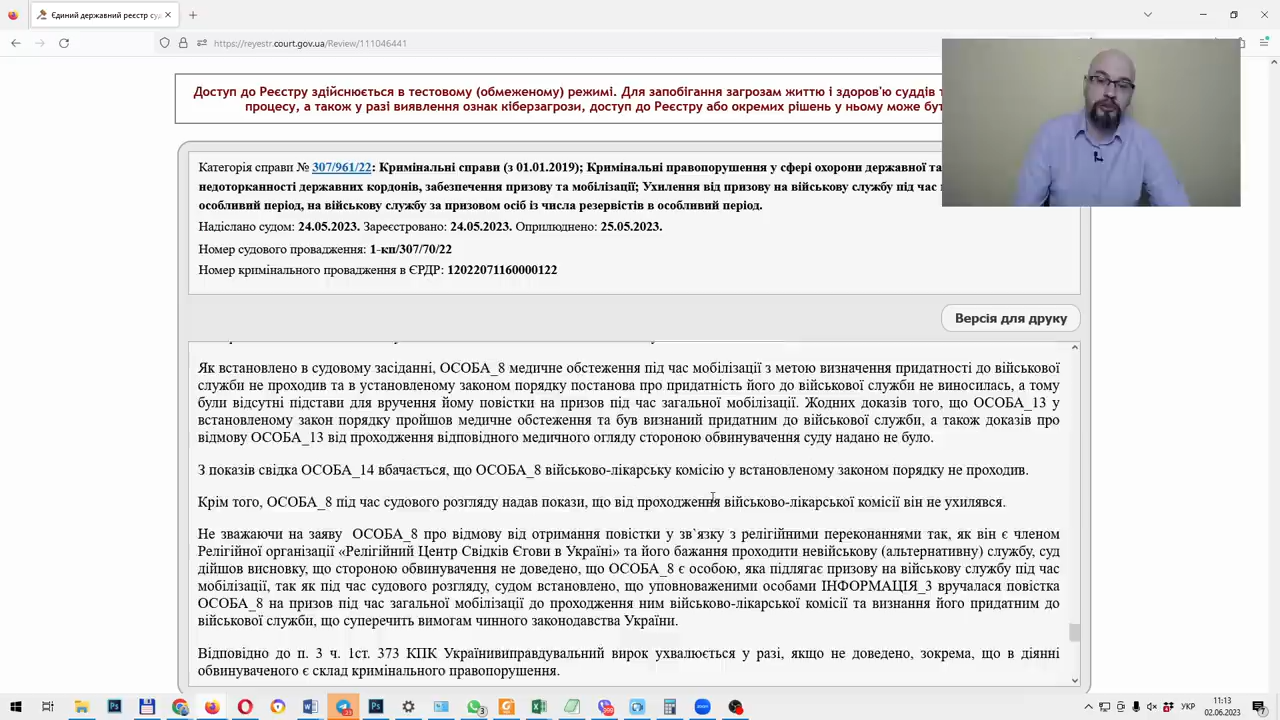 Єдиний державний реєстр суд
https://reyestr.court.gov.ua/Review/111046441
Доступ до Реєстру здійснюється в тестовому (обмеженому) режимі. Для запобігання загрозам життю і здоров'ю суддів т
процесу, а також у разі виявлення ознак кіберзагрози, доступ до Реєстру або окремих рішень у ньому може бут
Категорія справи № 307/961/22: Кримінальні справи (з 01.01.2019); Кримінальні правопорушення у сфері охорони державної та
недоторканності державних кордонів, забезпечення призову та мобілізації; Ухилення від призову на військову службу під час
особливий період, на військову службу за призовом осіб із числа резервістів в особливий період.
Надіслано судом: 24.05.2023. Зареєстровано: 24.05.2023. Оприлюднено: 25.05.2023.
Номер судового провадження: 1-кп/307/70/22
Номер кримінального провадження в ЄРДР: 12022071160000122
Версія для друку
Як встановлено в судовому засіданні, ОСОБА_8 медичне обстеження під час мобілізації з метою визначення придатності до військової
служби не проходив та в установленому законом порядку постанова про придатність його до військової служби не виносилась, а тому
були відсутні підстави для вручення йому повістки на призов під час загальної мобілізації. Жодних доказів того, що ОСОБА_13 у
встановленому закон порядку пройшов медичне обстеження та був визнаний придатним до військової служби, а також доказів про
відмову ОСОБА_13 від проходження відповідного медичного огляду стороною обвинувачення суду надано не було.
З показів свідка ОСОБА_14 вбачається, що ОСОБА_8 військово-лікарську комісію у встановленому законом порядку не проходив.
Крім того, ОСОБА_8 під час судового розгляду надав покази, що від проходження військово-лікарської комісії він не ухилявся.
Не зважаючи на заяву ОСОБА_8 про відмову від отримання повістки у зв`язку з релігійними переконаннями так, як він є членом
Релігійної організації «Релігійний Центр Свідків Єгови в Україні» та його бажання проходити невійськову (альтернативну) службу, суд
дійшов висновку, що стороною обвинувачення не доведено, що ОСОБА_8 є особою, яка підлягає призову на військову службу під час
мобілізації, так як під час судового розгляду, судом встановлено, що уповноваженими особами ІНФОРМАЦІЯ_3 вручалася повістка
ОСОБА_8 на призов під час загальної мобілізації до проходження ним військово-лікарської комісії та визнання його придатним до
військової служби, що суперечить вимогам чинного законодавства України.
Відповідно до п. 3 ч. 1ст. 373 КПК Українивиправдувальний вирок ухвалюється у разі, якщо не доведено, зокрема, що в діянні
обвинуваченого є склад кримінального правопорушення.
УКР
11:13
02.06.2023